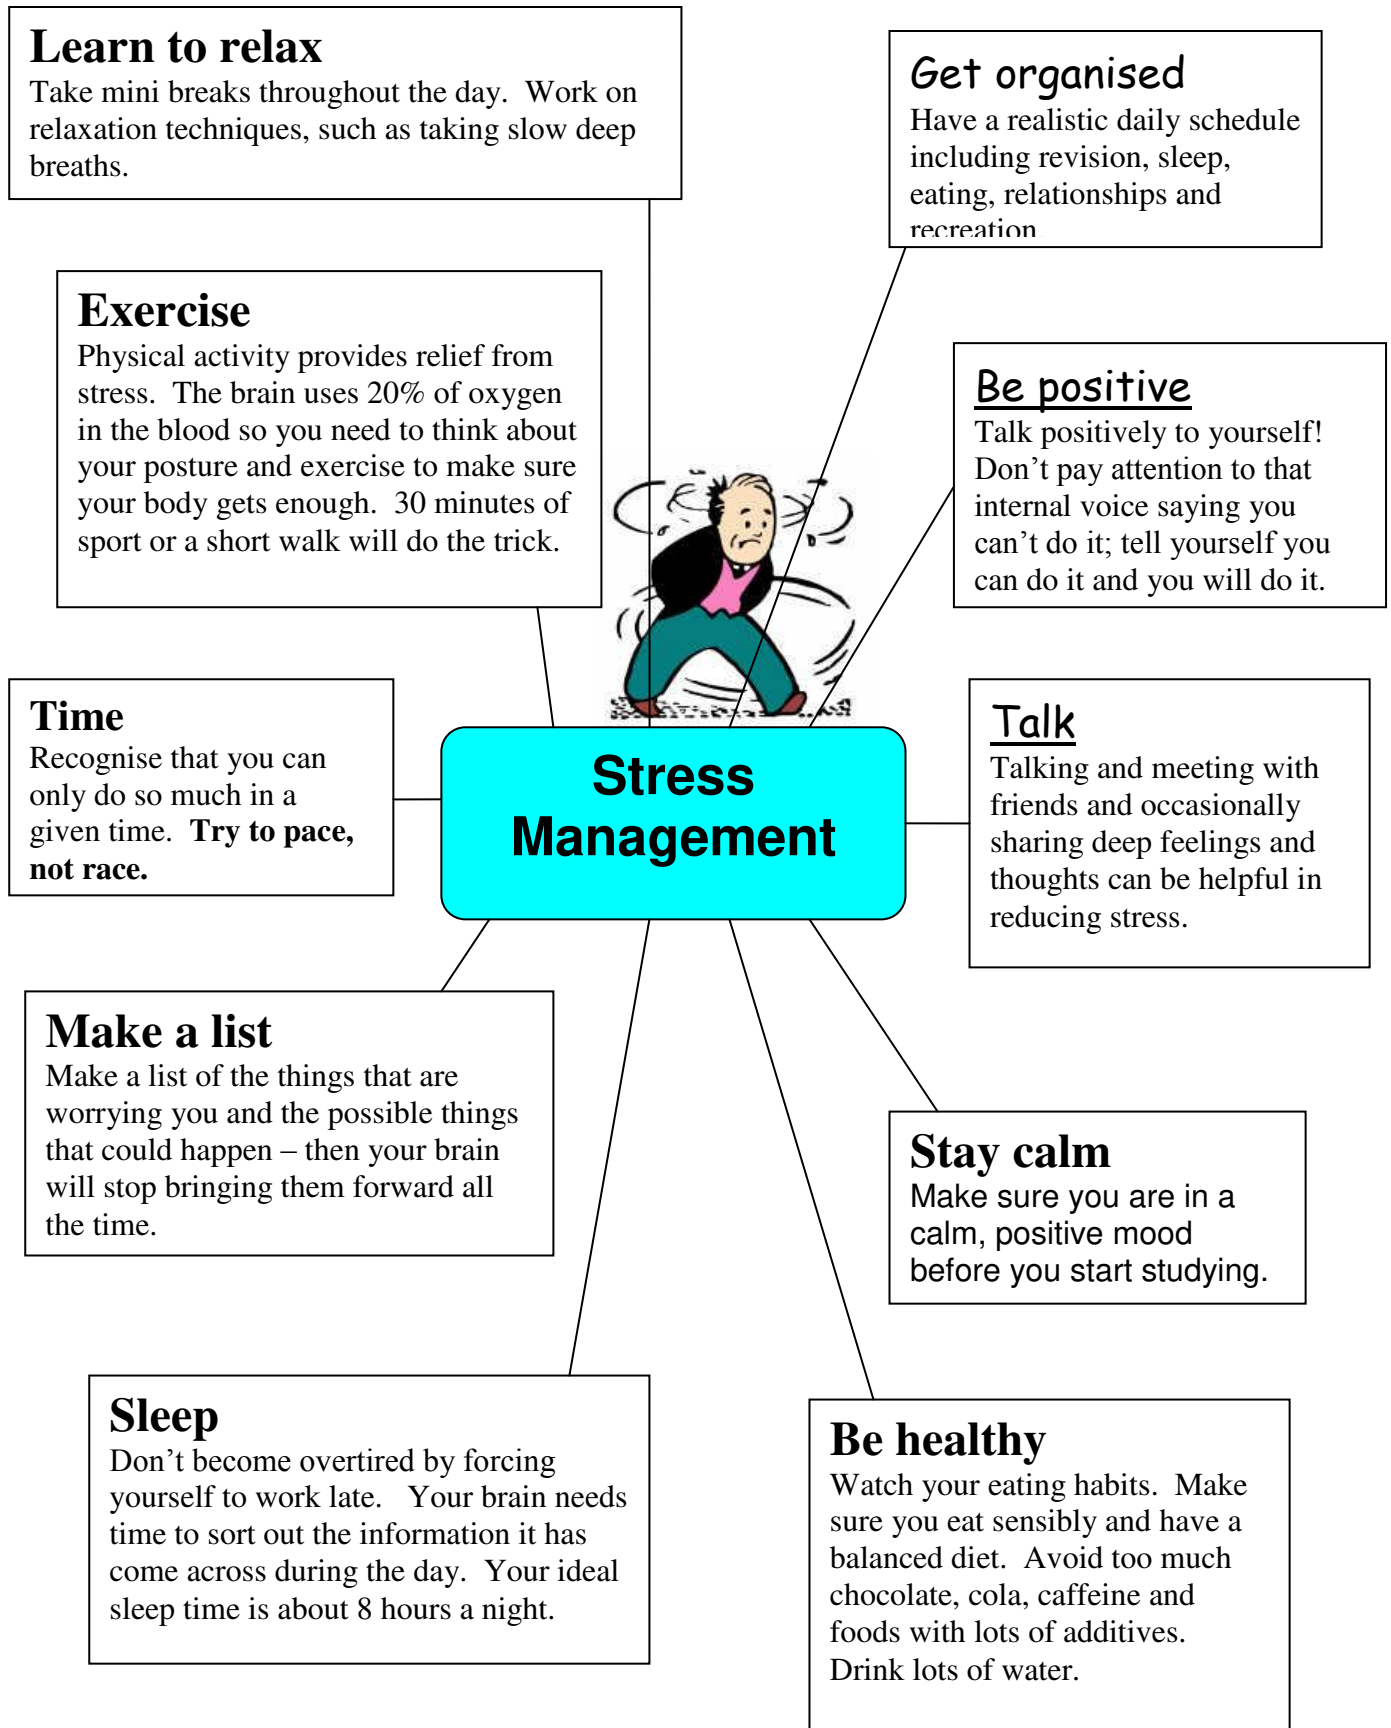 Learn to relax
Take mini breaks throughout the day.  Work on
relaxation techniques, such as taking slow deep
breaths.
Get organised
Have a realistic daily schedule
including revision, sleep,
eating, relationships and
recreation.
Exercise
Physical activity provides relief from
stress.  The brain uses 20% of oxygen
in the blood so you need to think about
your posture and exercise to make sure
your body gets enough.  30 minutes of
sport or a short walk will do the trick.
Be positive
Talk positively to yourself!
Don’t pay attention to that
internal voice saying you
can’t do it; tell yourself you
can do it and you will do it.
Time
Recognise that you can
only do so much in a
given time.  Try to pace,
not race.
Stress
Management
Talk
Talking and meeting with
friends and occasionally
sharing deep feelings and
thoughts can be helpful in
reducing stress.
Make a list
Make a list of the things that are
worrying you and the possible things
that could happen – then your brain
will stop bringing them forward all
the time.
Stay calm
Make sure you are in a
calm, positive mood
before you start studying.
Sleep
Don’t become overtired by forcing
yourself to work late.   Your brain needs
time to sort out the information it has
come across during the day.  Your ideal
sleep time is about 8 hours a night.
Be healthy
Watch your eating habits.  Make
sure you eat sensibly and have a
balanced diet.  Avoid too much
chocolate, cola, caffeine and
foods with lots of additives.
Drink lots of water.